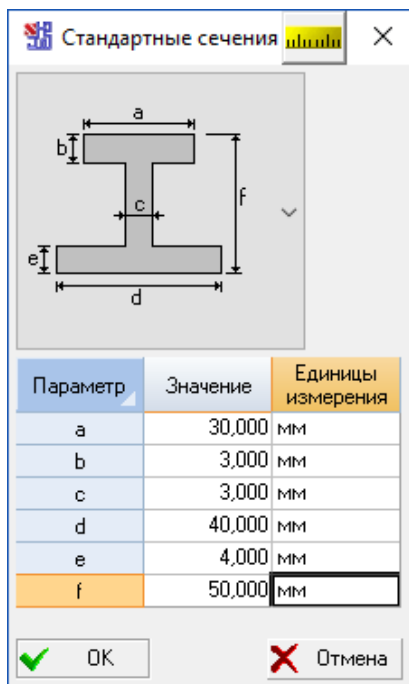 Стандартные сечения
a
b
c
f
e
d
Параметр Значение Единицы измерения
a 30,000 мм
b 3,000 мм
c 3,000 мм
d 40,000 мм
e 4,000 мм
f 50,000 мм
OK Отмена